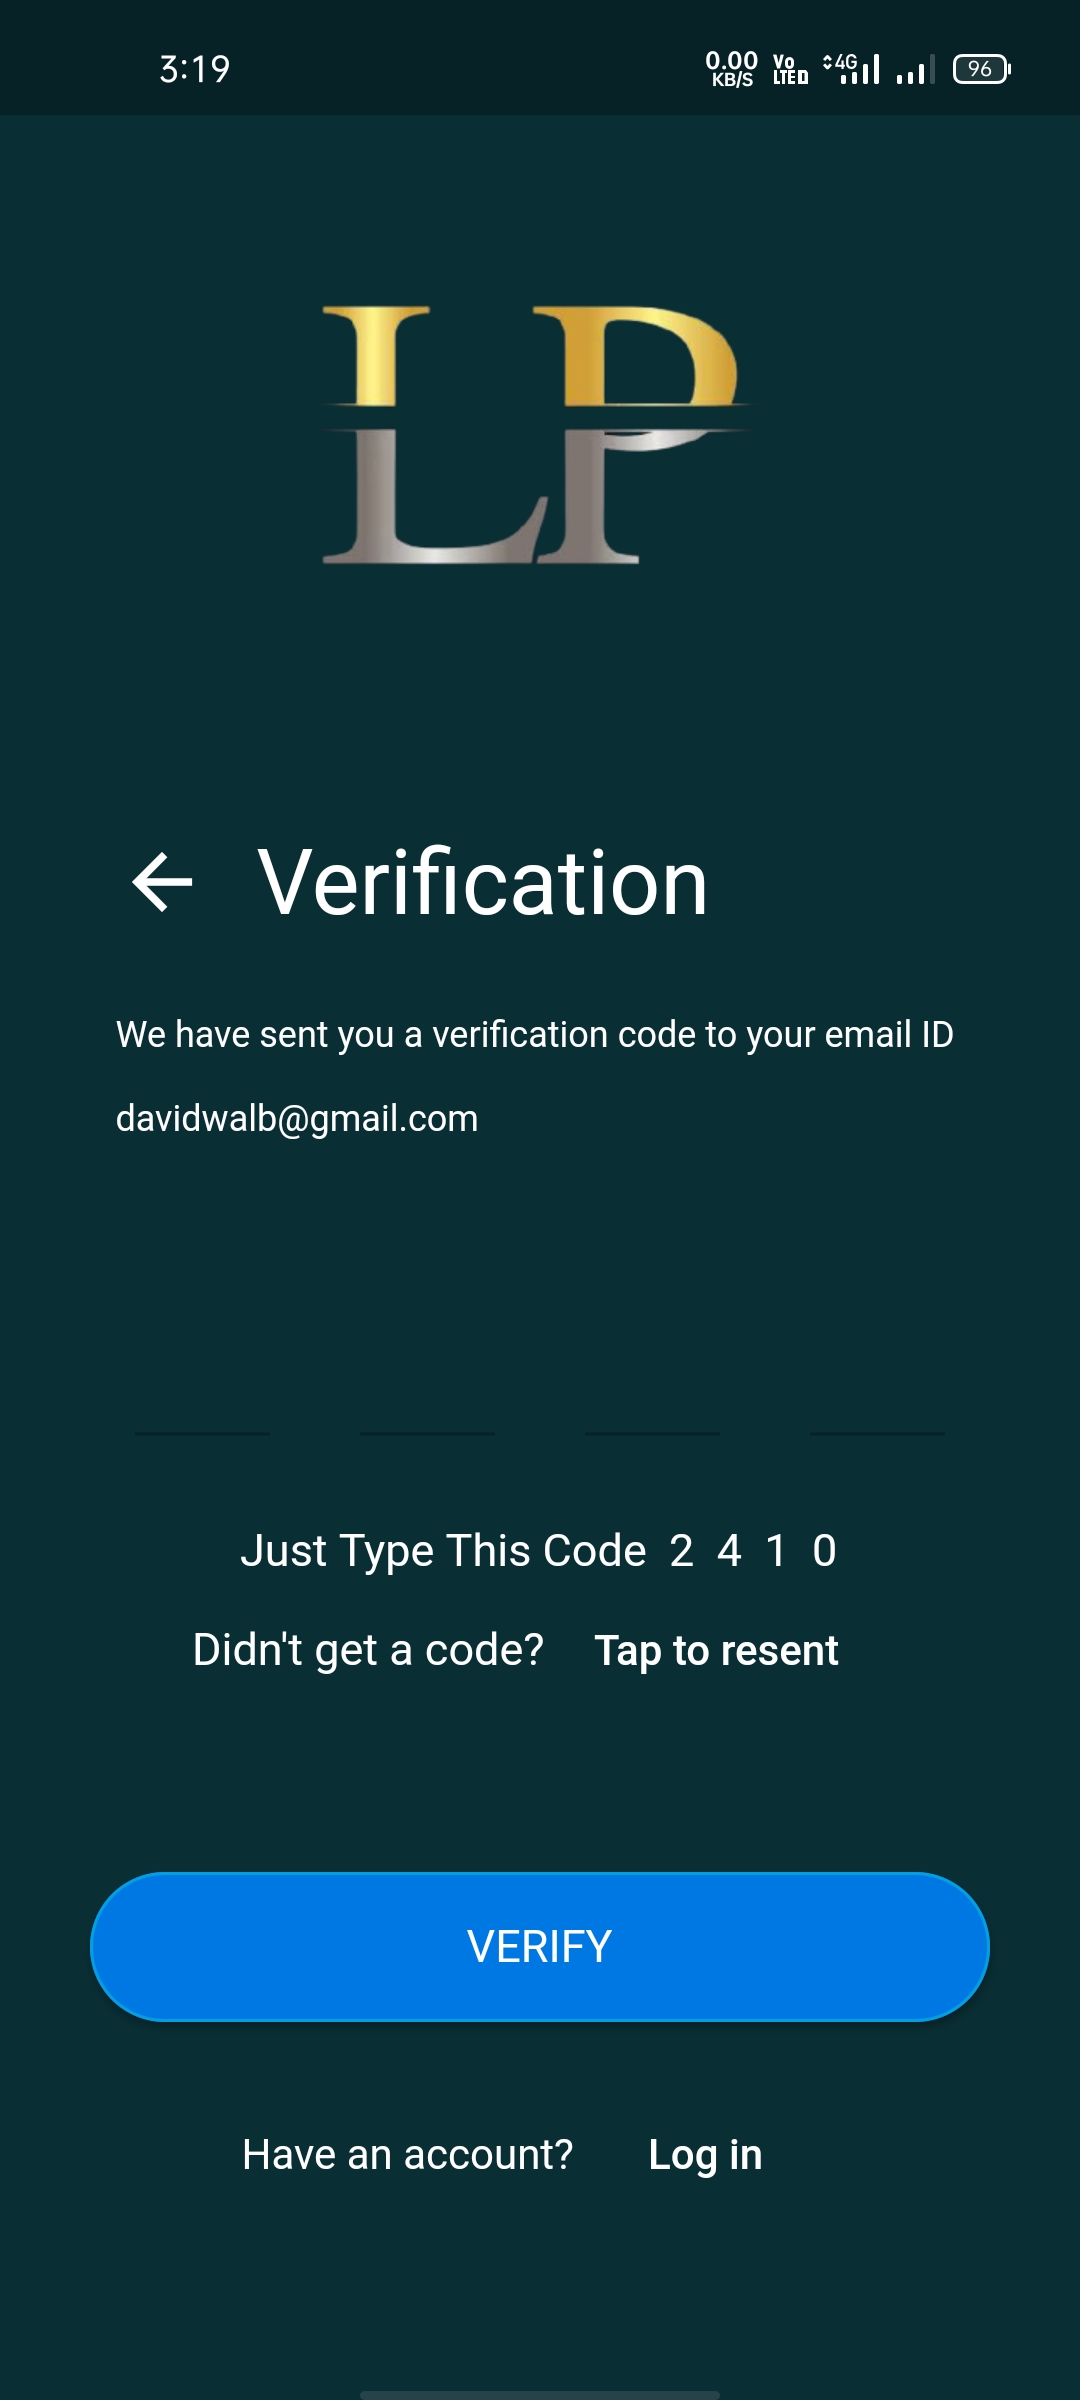 3:19
0.00 KB/S Vo LTE 4G 96
LP
Verification
We have sent you a verification code to your email ID
davidwalb@gmail.com
Just Type This Code 2 4 1 0
Didn't get a code? Tap to resent
VERIFY
Have an account? Log in